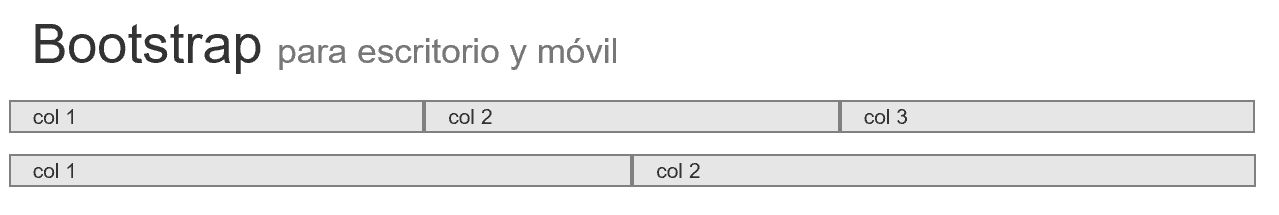 Bootstrap para escritorio y móvil
col 1 col 2 col 3
col 1 col 2